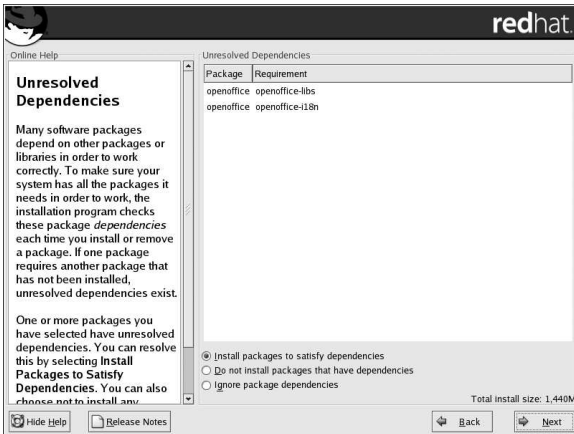 redhat.
Online Help
Unresolved
Dependencies
Many software packages
depend on other packages or
libraries in order to work
correctly. To make sure your
system has all the packages it
needs in order to work, the
installation program checks
these package dependencies
each time you install or remove
a package. If one package
requires another package that
has not been installed,
unresolved dependencies exist.
One or more packages you
have selected have unresolved
dependencies. You can resolve
this by selecting Install
Packages to Satisfy
Dependencies. You can also
choose not to install any
Unresolved Dependencies
Package Requirement
openoffice openoffice-libs
openoffice openoffice-i18n
Install packages to satisfy dependencies
Do not install packages that have dependencies
Ignore package dependencies
Total install size: 1,440M
Hide Help
Release Notes
Back
Next